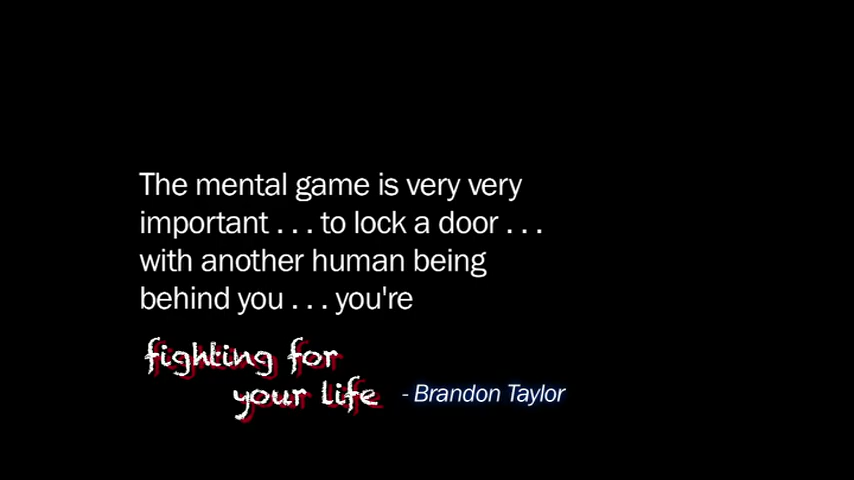 The mental game is very very
important . . . to lock a door . . .
with another human being
behind you . . . you're
fighting for
your life - Brandon Taylor